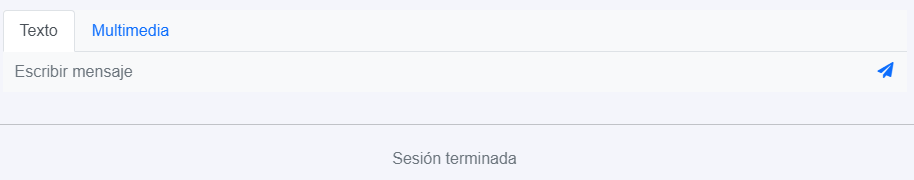 Texto Multimedia
Escribir mensaje
Sesión terminada